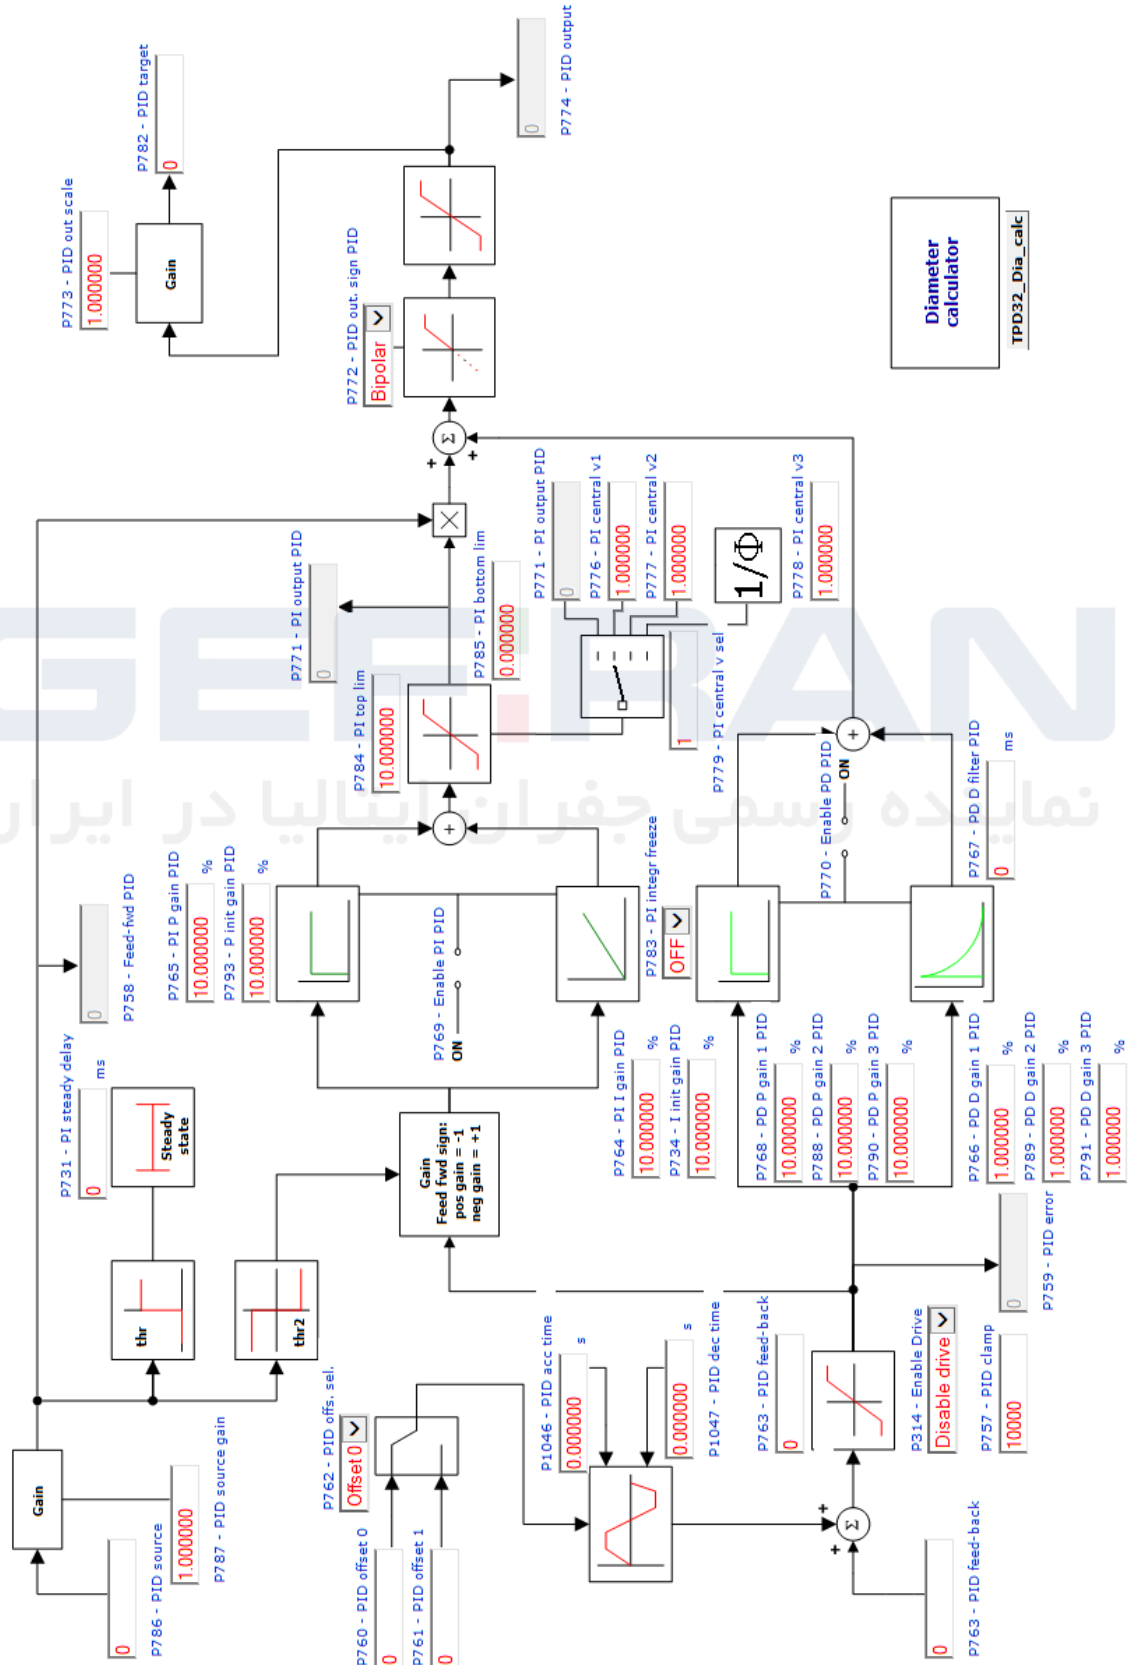 Gain
0
P786 - PID source
1.000000
P787 - PID source gain
P731 - PI steady delay
0
ms
thr
Steady
state
thr2
0
P758 - Feed-fwd PID
P773 - PID out scale
1.000000
Gain
P782 - PID target
0
P762 - PID offs. sel.
Offset 0
P760 - PID offset 0
0
P761 - PID offset 1
0
Gain
Feed fwd sign:
pos gain = -1
neg gain = +1
P765 - PI P gain PID
10.000000
%
P793 - P init gain PID
10.000000
%
P769 - Enable PI PID
ON
P764 - PI I gain PID
10.000000
%
P734 - I init gain PID
10.000000
%
P783 - PI integr freeze
OFF
+
P784 - PI top lim
10.000000
P785 - PI bottom lim
0.000000
0
P771 - PI output PID
Σ
+
+
P772 - PID out. sign PID
Bipolar
0
P774 - PID output
P771 - PI output PID
0
P776 - PI central v1
1.000000
P777 - PI central v2
1.000000
1/Φ
P778 - PI central v3
1.000000
1
P779 - PI central v sel
P1046 - PID acc time
0.000000
s
0.000000
s
P1047 - PID dec time
P763 - PID feed-back
0
Σ
+
+
0
P763 - PID feed-back
P314 - Enable Drive
Disable drive
P757 - PID clamp
10000
0
P759 - PID error
P768 - PD P gain 1 PID
10.000000
%
P788 - PD P gain 2 PID
10.000000
%
P790 - PD P gain 3 PID
10.000000
%
P766 - PD D gain 1 PID
1.000000
%
P789 - PD D gain 2 PID
1.000000
%
P791 - PD D gain 3 PID
1.000000
%
P770 - Enable PD PID
ON
+
P767 - PD D filter PID
0
ms
Diameter
calculator
TPD32_Dia_calc
GEFRAN
نماینده رسمی جفران ایتالیا در ایران